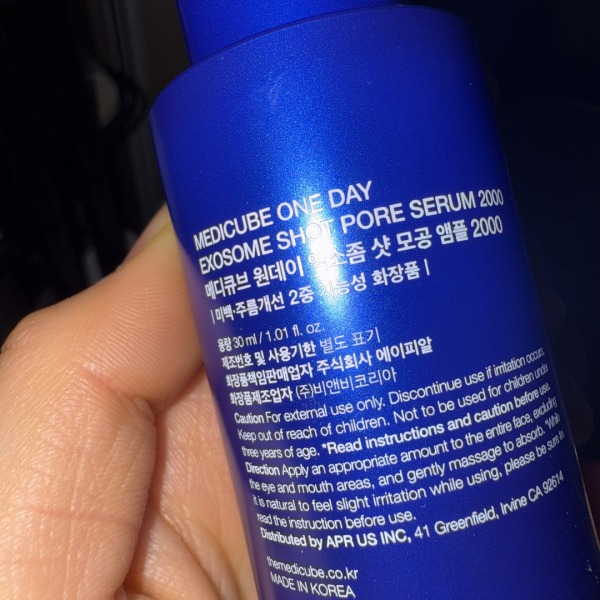 MEDICUBE ONE DAY
EXOSOME SHOT PORE SERUM 2000
메디큐브 원데이 엑소좀 샷 모공 앰플 2000
| 미백·주름개선 2중 기능성 화장품 |
용량 30 ml / 1.01 fl. oz.
제조번호 및 사용기한 별도 표기
화장품책임판매업자 주식회사 에이피알
화장품제조업자 (주)비앤비코리아
Caution For external use only. Discontinue use if irritation occurs.
Keep out of reach of children. Not to be used for children under
three years of age. *Read instructions and caution before use.
Direction Apply an appropriate amount to the entire face, excluding
the eye and mouth areas, and gently massage to absorb. *While
it is natural to feel slight irritation while using, please be sure to
read the instruction before use.
Distributed by APR US INC, 41 Greenfield, Irvine CA 92614
themedicube.co.kr
MADE IN KOREA